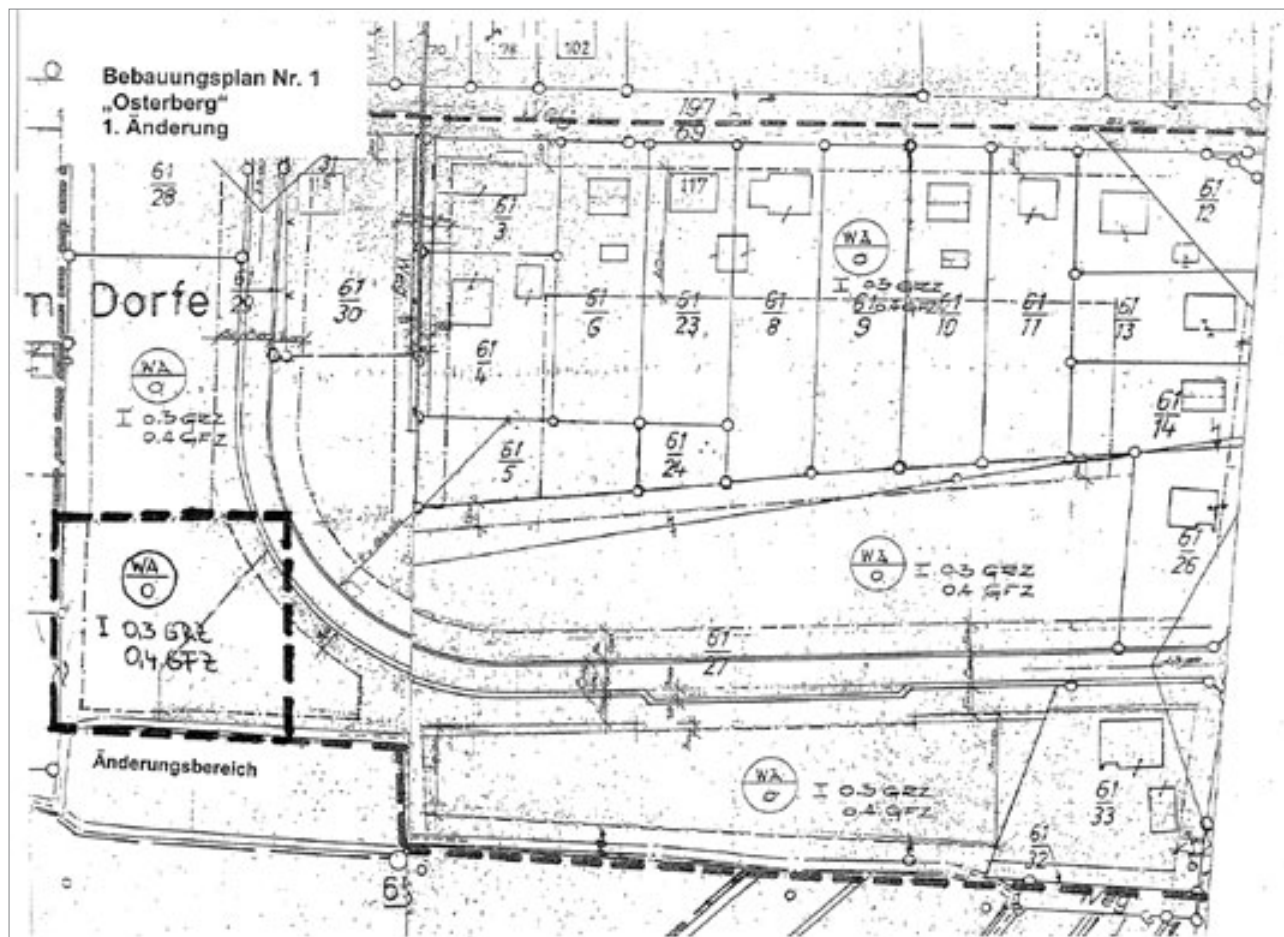 Bebauungsplan Nr. 1
„Osterberg“
1. Änderung
70
76
102
197
69
61
28
61
3
117
61
12
61
30
WA
o
I 0.3 GRZ
0.4 GFZ
n Dorfe
29
Weg
61
4
61
6
61
23
61
8
61
9
61
10
61
11
61
13
WA
o
I 0.3 GRZ
0.4 GFZ
61
14
61
5
61
24
61
26
WA
o
I 0.3 GRZ
0.4 GFZ
WA
o
I 0.3 GRZ
0.4 GFZ
61
27
Änderungsbereich
WA
o
I 0.3 GRZ
0.4 GFZ
61
33
61
32
61
Weg